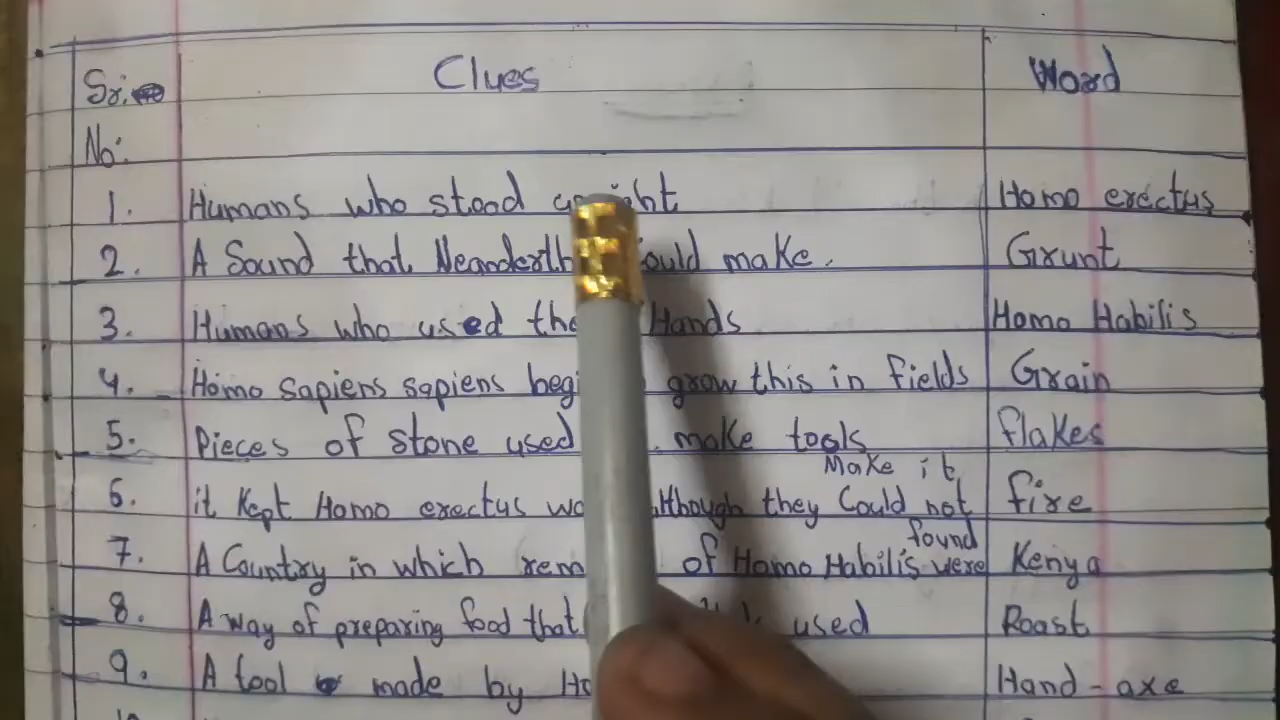 Sr. Clues Word
No:
1. Humans who stood Homo erectus
2. A Sound that make. Grunt
3. Humans who used Hands Homo Habilis
4. Homo sapiens sapiens grow this in fields Grain
5. Pieces of stone used make tools flakes
Make it
6. it Kept Homo erectus they Could not fire
found
7. A Country in which of Homo Habilis were Kenya
8. A way of preparing food that used Roast
9. A tool made by Hand-axe